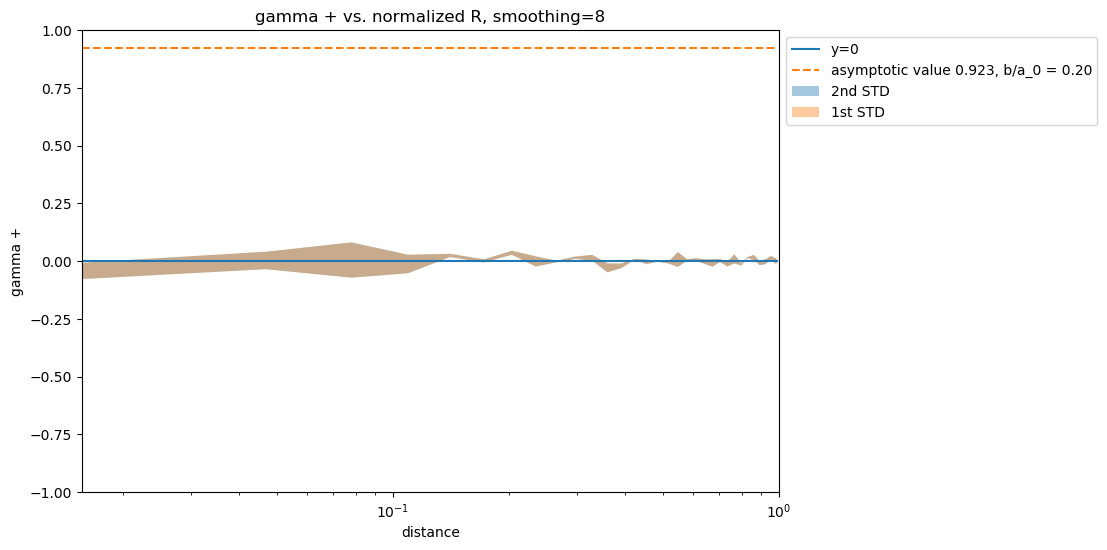 gamma + vs. normalized R, smoothing=8
1.00
0.75
0.50
0.25
0.00
−0.25
−0.50
−0.75
−1.00
gamma +
10⁻¹
10⁰
distance
y=0
asymptotic value 0.923, b/a_0 = 0.20
2nd STD
1st STD